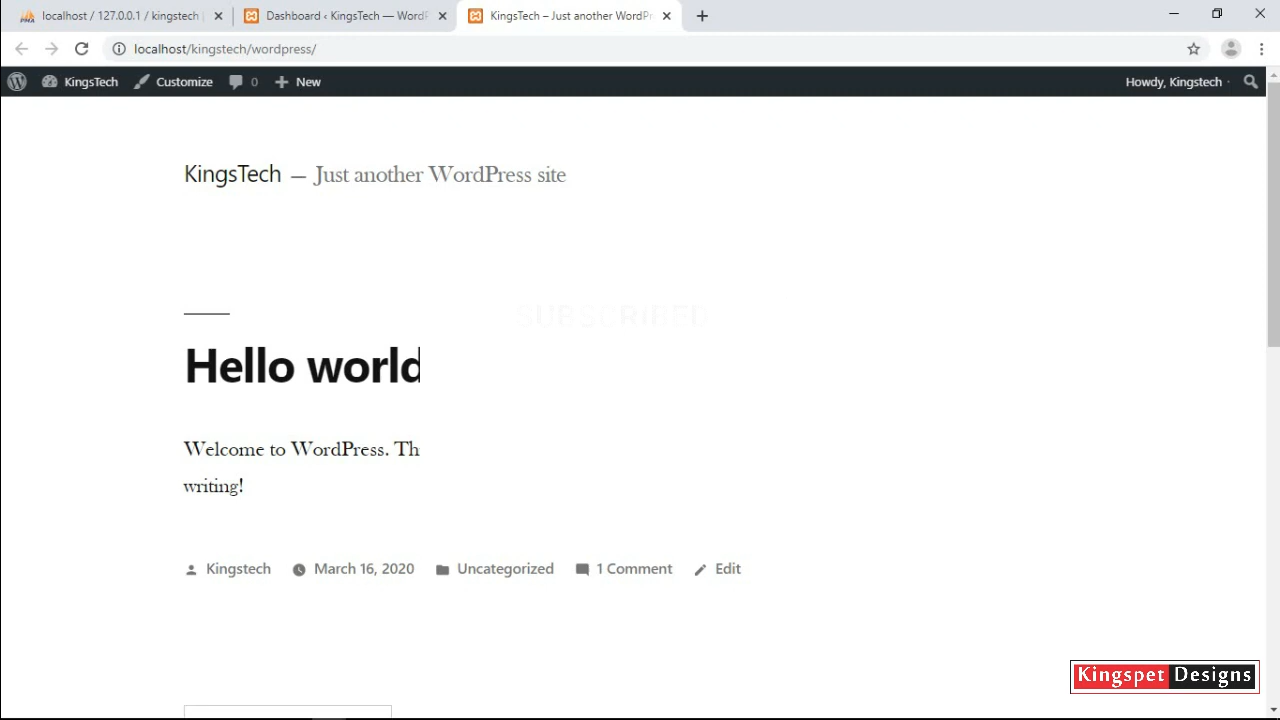 localhost / 127.0.0.1 / kingstech
Dashboard ‹ KingsTech — WordP
KingsTech – Just another WordPr
localhost/kingstech/wordpress/
KingsTech Customize 0 New Howdy, Kingstech
KingsTech — Just another WordPress site
SUBSCRIBED
Hello world
Welcome to WordPress. Th
writing!
Kingstech March 16, 2020 Uncategorized 1 Comment Edit
Kingspet Designs